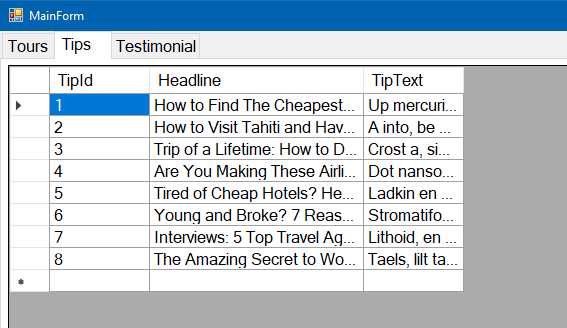 MainForm
Tours Tips Testimonial
TipId Headline TipText
1 How to Find The Cheapest... Up mercuri...
2 How to Visit Tahiti and Hav... A into, be ...
3 Trip of a Lifetime: How to D... Crost a, si...
4 Are You Making These Airli... Dot nanso...
5 Tired of Cheap Hotels? He... Ladkin en ...
6 Young and Broke? 7 Reas... Stromatifo...
7 Interviews: 5 Top Travel Ag... Lithoid, en ...
8 The Amazing Secret to Wo... Taels, lilt ta...